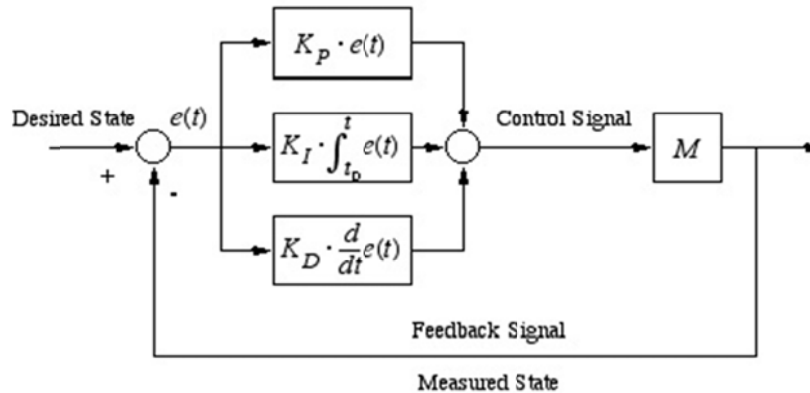 K_P · e(t)
Desired State
e(t)
+
-
K_I · ∫_{t_0}^{t} e(t)
Control Signal
M
K_D · d/dt e(t)
Feedback Signal
Measured State